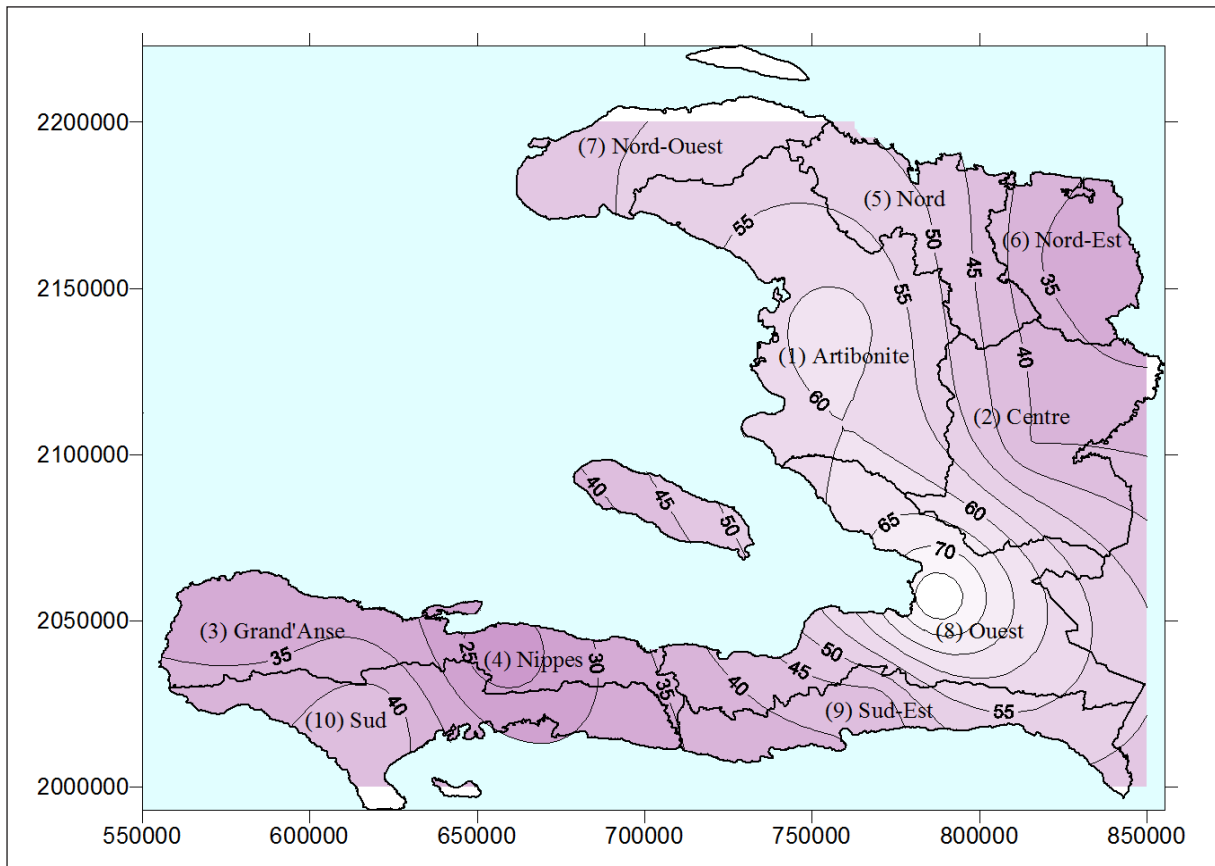 2200000
(7) Nord-Ouest
(5) Nord
55
50
(6) Nord-Est
45
35
2150000
55
(1) Artibonite
40
60
(2) Centre
2100000
40
45
50
65
60
70
2050000
(3) Grand'Anse
35
25
(4) Nippes
30
35
40
45
50
(8) Ouest
(10) Sud
40
(9) Sud-Est
55
2000000
550000 600000 650000 700000 750000 800000 850000